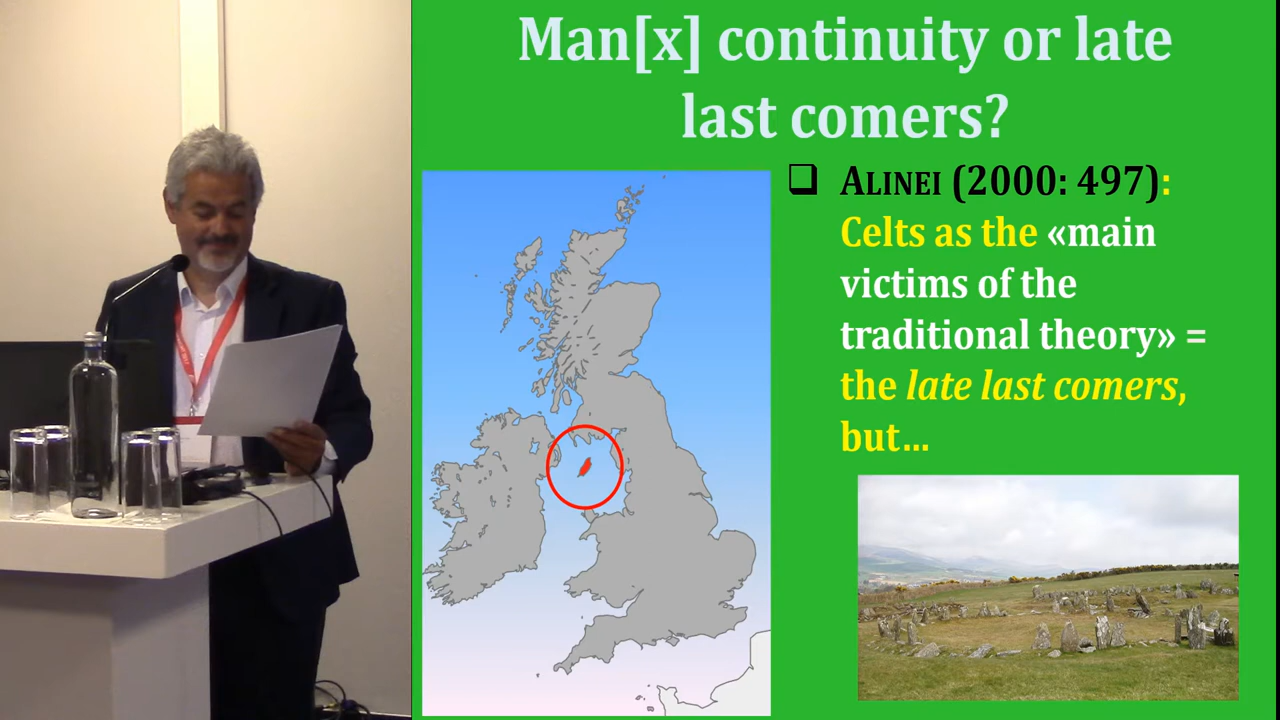 Man[x] continuity or late
last comers?
❑ ALINEI (2000: 497):
Celts as the «main
victims of the
traditional theory» =
the late last comers,
but...